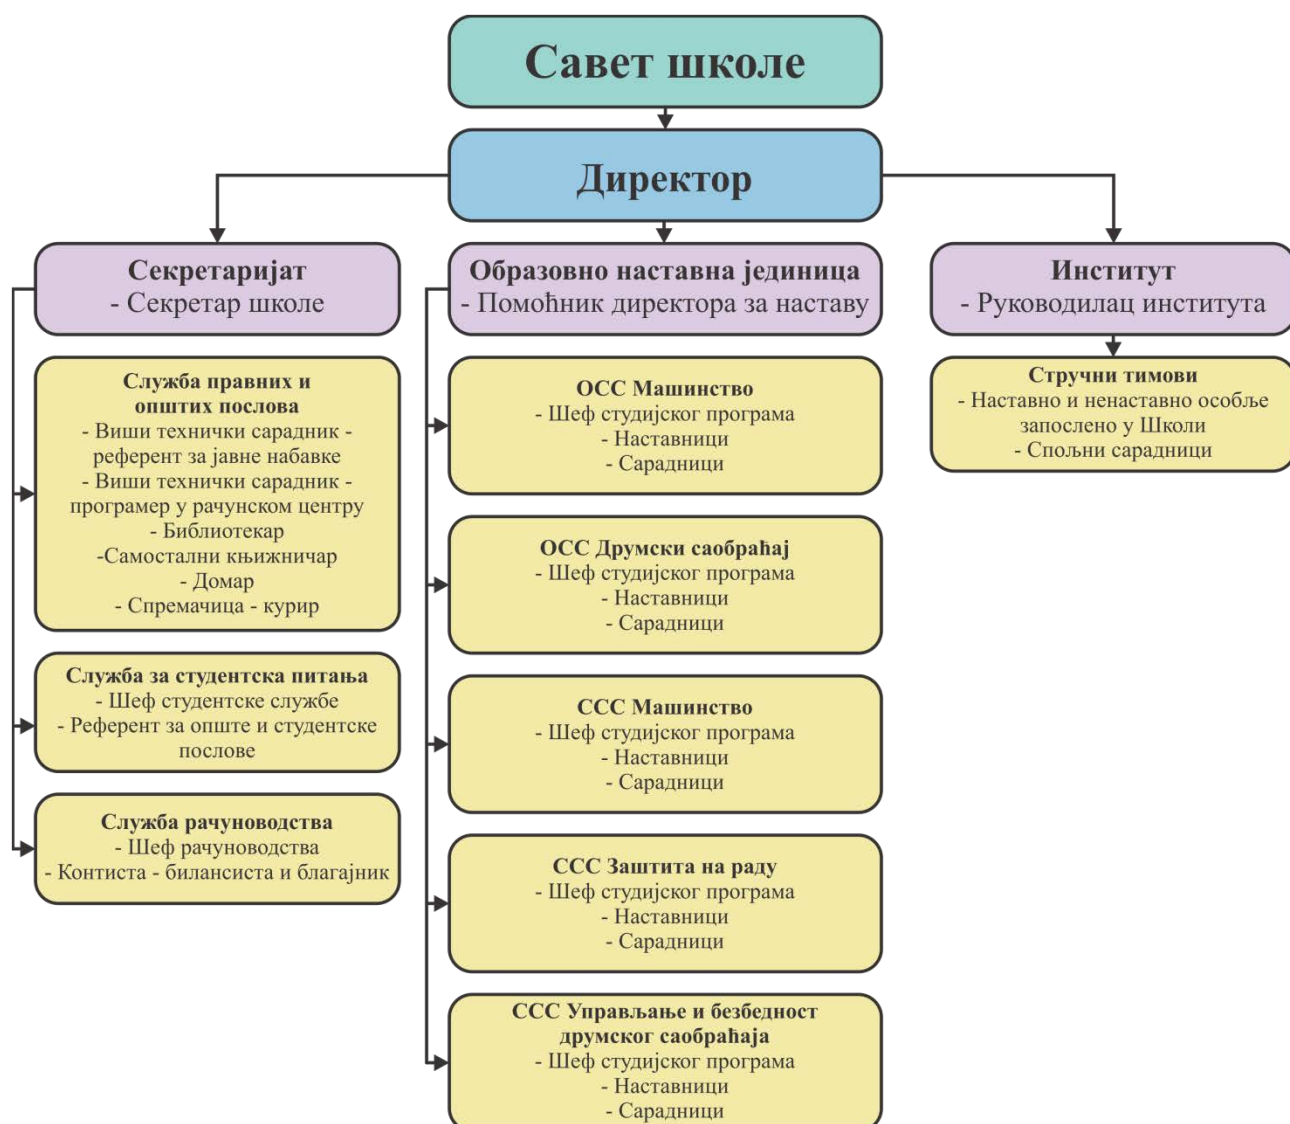 Савет школе
Директор
Секретаријат
- Секретар школе
Служба правних и
општих послова
- Виши технички сарадник -
референт за јавне набавке
- Виши технички сарадник -
програмер у рачунском центру
- Библиотекар
-Самостални књижничар
- Домар
- Спремачица - курир
Служба за студентска питања
- Шеф студентске службе
- Референт за опште и студентске
послове
Служба рачуноводства
- Шеф рачуноводства
- Контиста - билансиста и благајник
Образовно наставна јединица
- Помоћник директора за наставу
ОСС Машинство
- Шеф студијског програма
- Наставници
- Сарадници
ОСС Друмски саобраћај
- Шеф студијског програма
- Наставници
- Сарадници
ССС Машинство
- Шеф студијског програма
- Наставници
- Сарадници
ССС Заштита на раду
- Шеф студијског програма
- Наставници
- Сарадници
ССС Управљање и безбедност
друмског саобраћаја
- Шеф студијског програма
- Наставници
- Сарадници
Институт
- Руководилац института
Стручни тимови
- Наставно и ненаставно особље
запослено у Школи
- Спољни сарадници